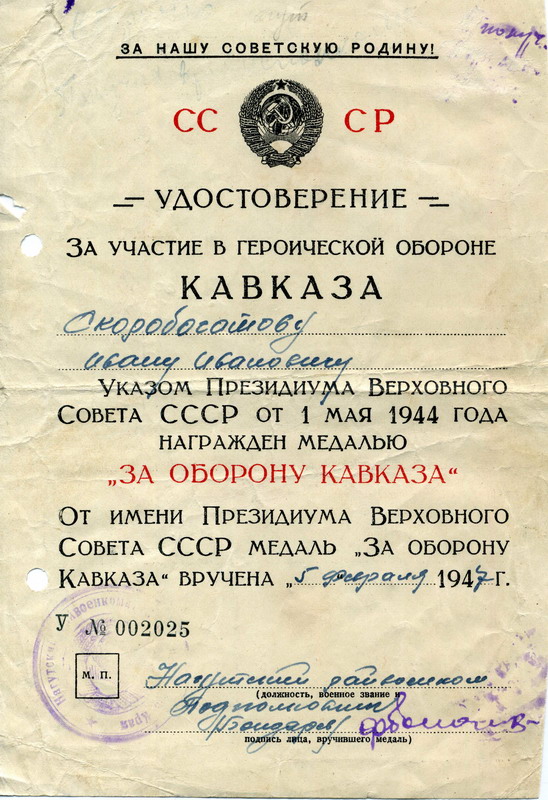 ЗА НАШУ СОВЕТСКУЮ РОДИНУ!
СС СР
УДОСТОВЕРЕНИЕ
ЗА УЧАСТИЕ В ГЕРОИЧЕСКОЙ ОБОРОНЕ
КАВКАЗА
Скоробогатову
Ивану Ивановичу
УКАЗОМ ПРЕЗИДИУМА ВЕРХОВНОГО
СОВЕТА СССР ОТ 1 МАЯ 1944 ГОДА
НАГРАЖДЕН МЕДАЛЬЮ
„ЗА ОБОРОНУ КАВКАЗА“
ОТ ИМЕНИ ПРЕЗИДИУМА ВЕРХОВНОГО
СОВЕТА СССР МЕДАЛЬ „ЗА ОБОРОНУ
КАВКАЗА“ ВРУЧЕНА „5 февраля 1947 г.
У № 002025
М. П.
Нагутский райвоенком
(должность, военное звание и
Подполковник
подпись лица, вручившего медаль)